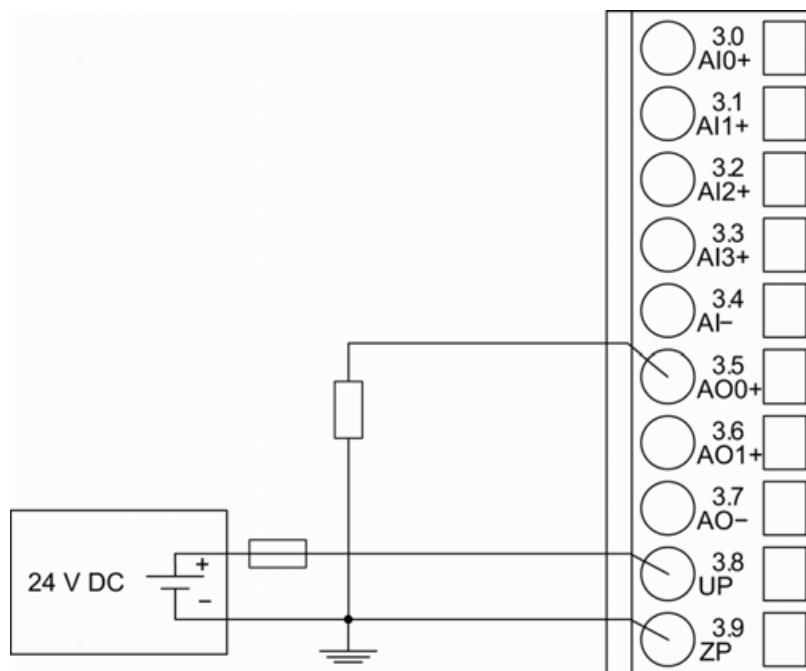 3.0
AI0+
3.1
AI1+
3.2
AI2+
3.3
AI3+
3.4
AI−
3.5
AO0+
3.6
AO1+
3.7
AO−
+
24 V DC
−
3.8
UP
3.9
ZP